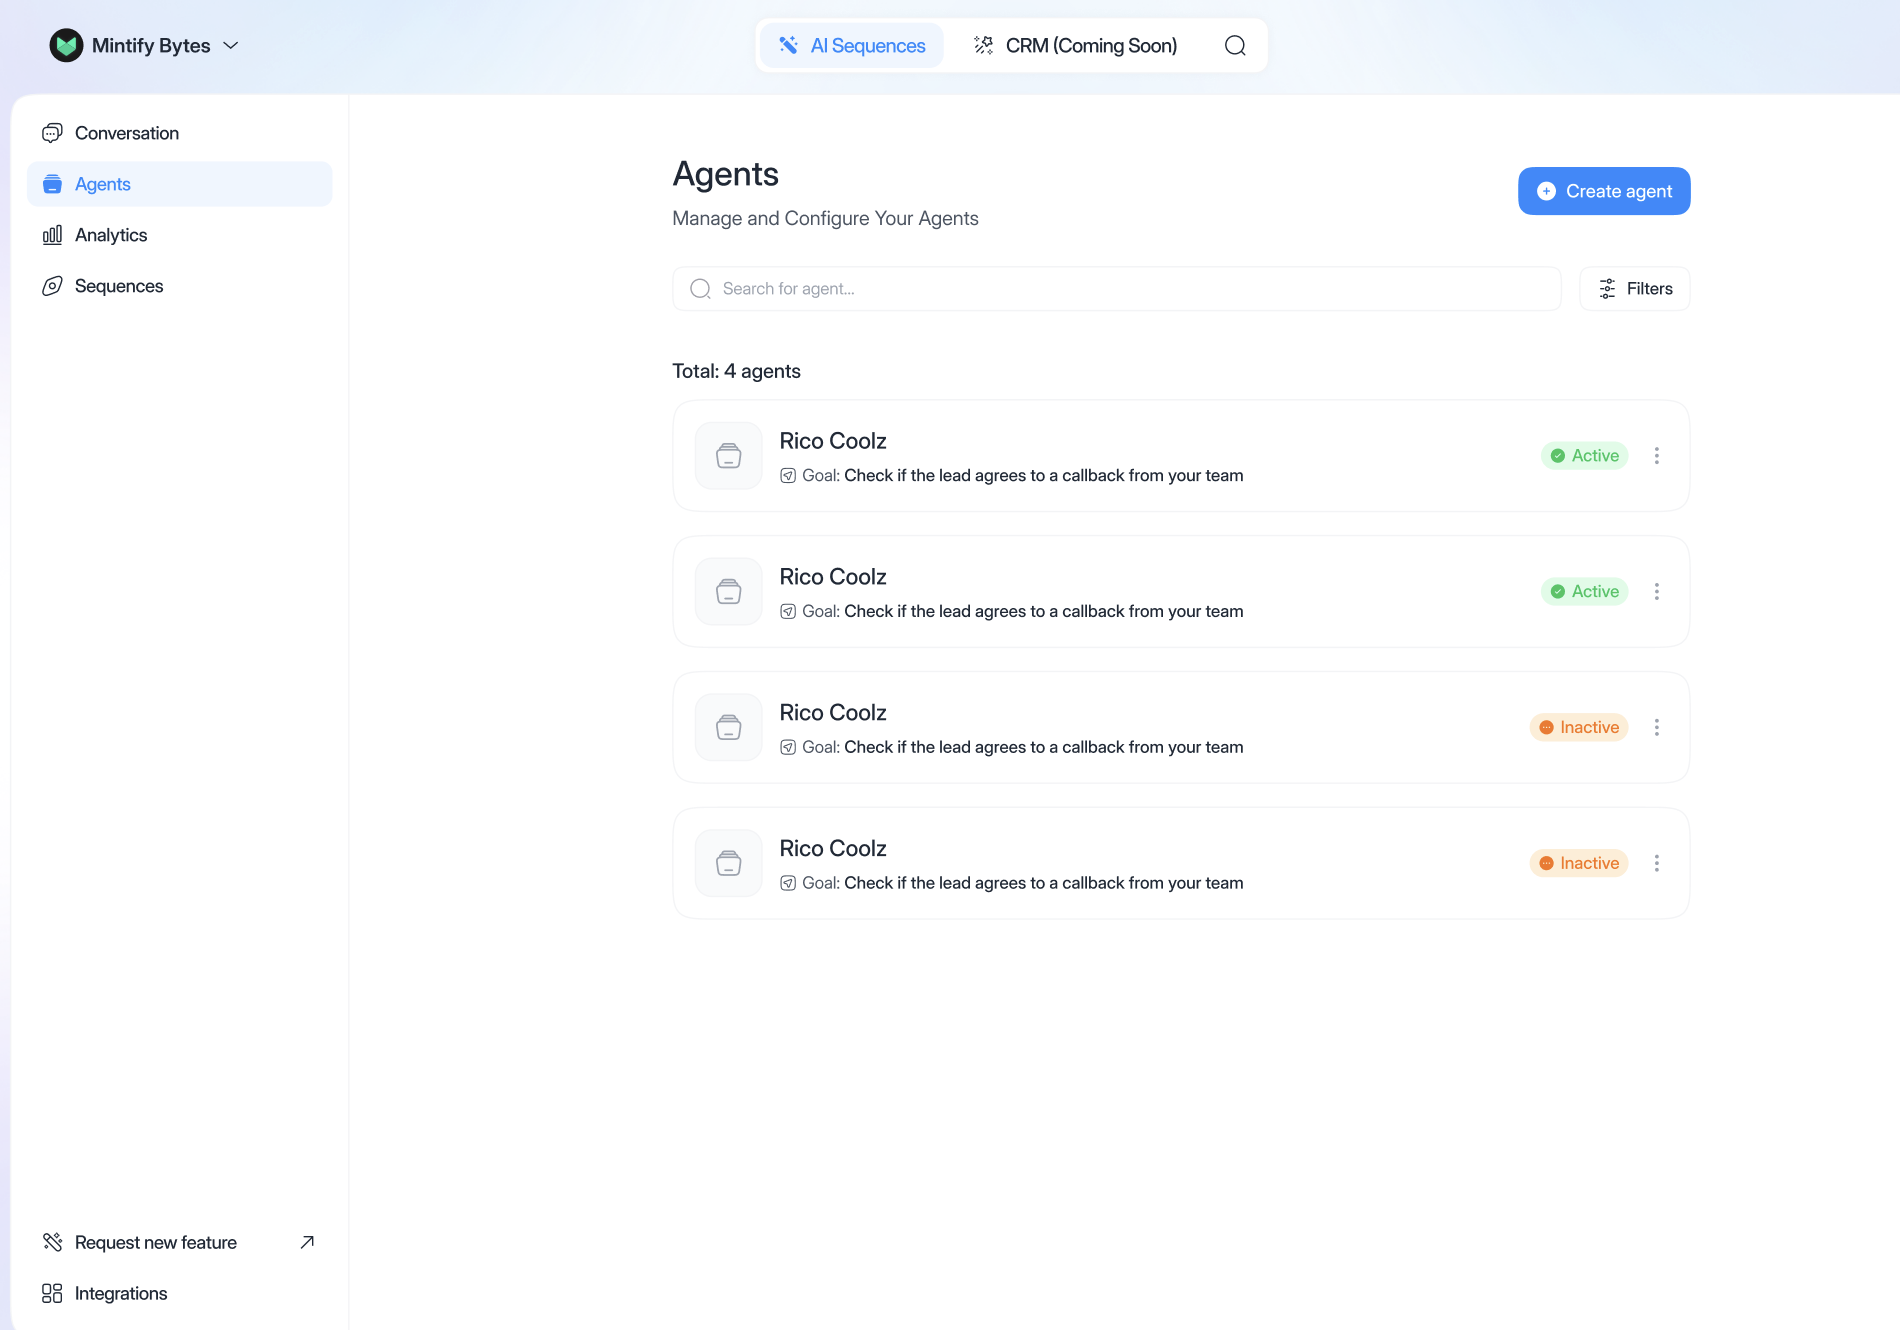 Mintify Bytes
AI Sequences
CRM (Coming Soon)
Conversation
Agents
Analytics
Sequences
Agents
Manage and Configure Your Agents
Create agent
Search for agent...
Filters
Total: 4 agents
Rico Coolz
Goal: Check if the lead agrees to a callback from your team
Active
Rico Coolz
Goal: Check if the lead agrees to a callback from your team
Active
Rico Coolz
Goal: Check if the lead agrees to a callback from your team
Inactive
Rico Coolz
Goal: Check if the lead agrees to a callback from your team
Inactive
Request new feature
Integrations